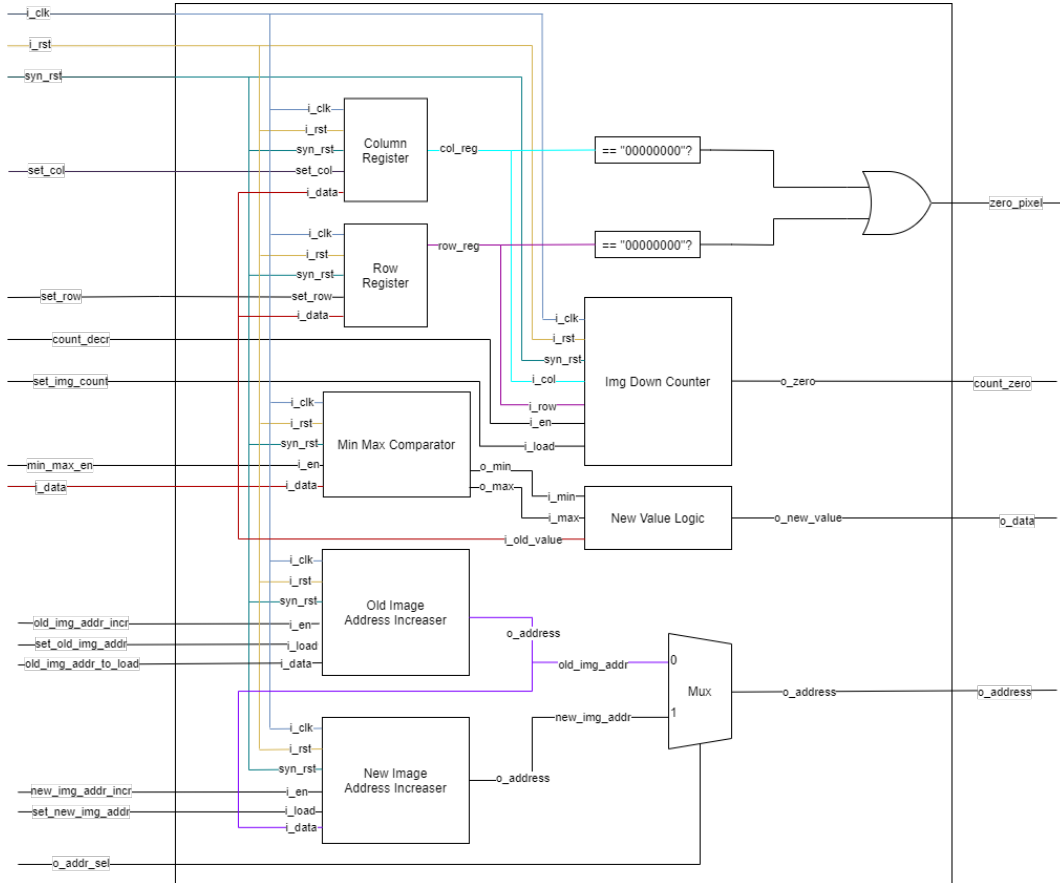 i_clk
i_rst
syn_rst
i_clk
i_rst
syn_rst
set_col
set_col
i_data
Column
Register
col_reg
== "00000000"?
zero_pixel
i_clk
i_rst
syn_rst
set_row
set_row
i_data
Row
Register
row_reg
== "00000000"?
count_decr
set_img_count
i_clk
i_rst
syn_rst
i_col
i_row
i_en
i_load
Img Down Counter
o_zero
count_zero
i_clk
i_rst
syn_rst
min_max_en
i_en
i_data
i_data
Min Max Comparator
o_min
o_max
i_min
i_max
i_old_value
New Value Logic
o_new_value
o_data
i_clk
i_rst
syn_rst
old_img_addr_incr
i_en
set_old_img_addr
i_load
old_img_addr_to_load
i_data
Old Image
Address Increaser
o_address
old_img_addr
0
Mux
1
new_img_addr
o_address
o_address
i_clk
i_rst
syn_rst
new_img_addr_incr
i_en
set_new_img_addr
i_load
i_data
New Image
Address Increaser
o_address
o_addr_sel